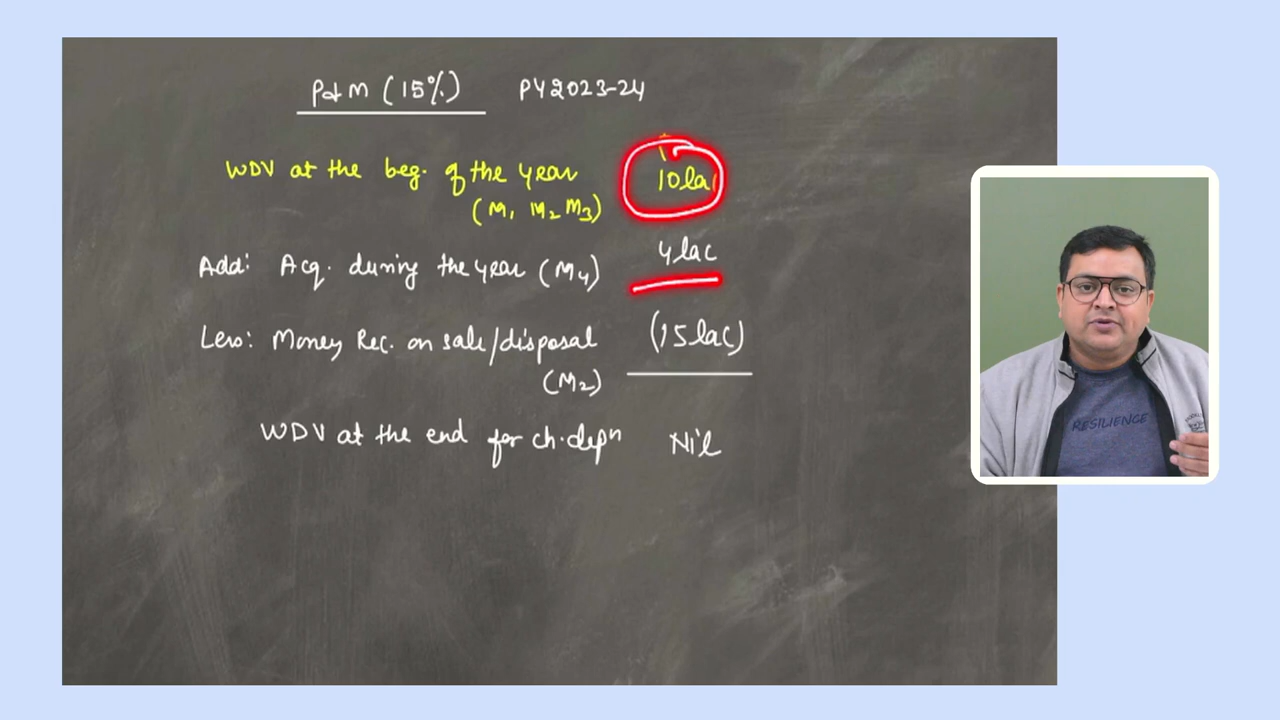 P&M (15%) PY2023-24
WDV at the beg. of the year 10lac
(M1 M2 M3)
Add: Acq. during the year (M4) 4lac
Less: Money Rec. on sale/disposal (15lac)
(M2)
WDV at the end for ch. depn Nil
RESILIENCE